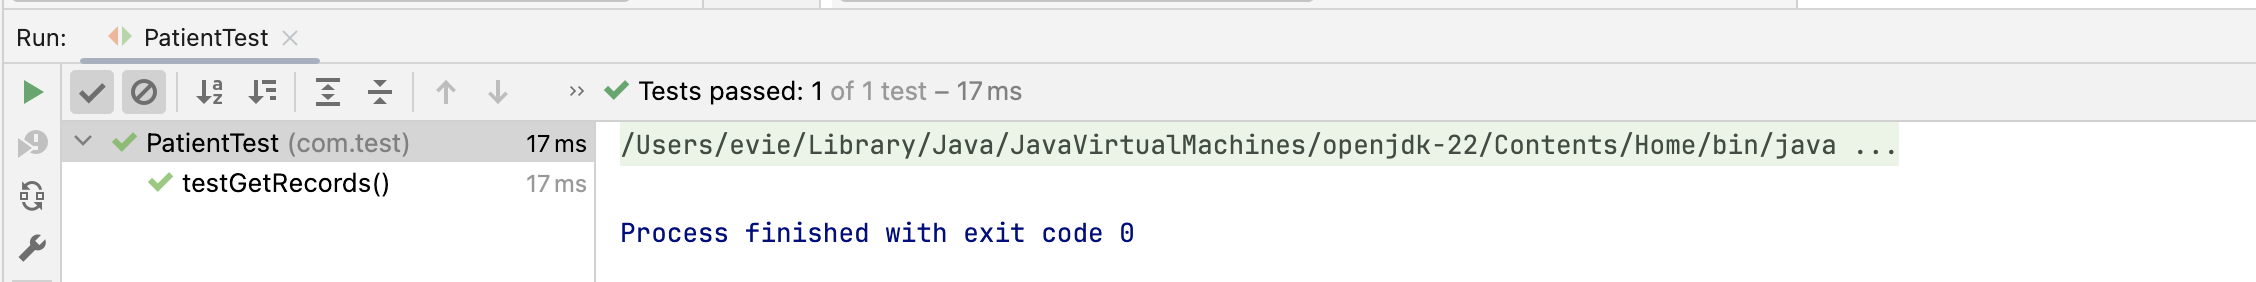 Run: PatientTest
Tests passed: 1 of 1 test – 17 ms
PatientTest (com.test) 17 ms
testGetRecords() 17 ms
/Users/evie/Library/Java/JavaVirtualMachines/openjdk-22/Contents/Home/bin/java ...
Process finished with exit code 0